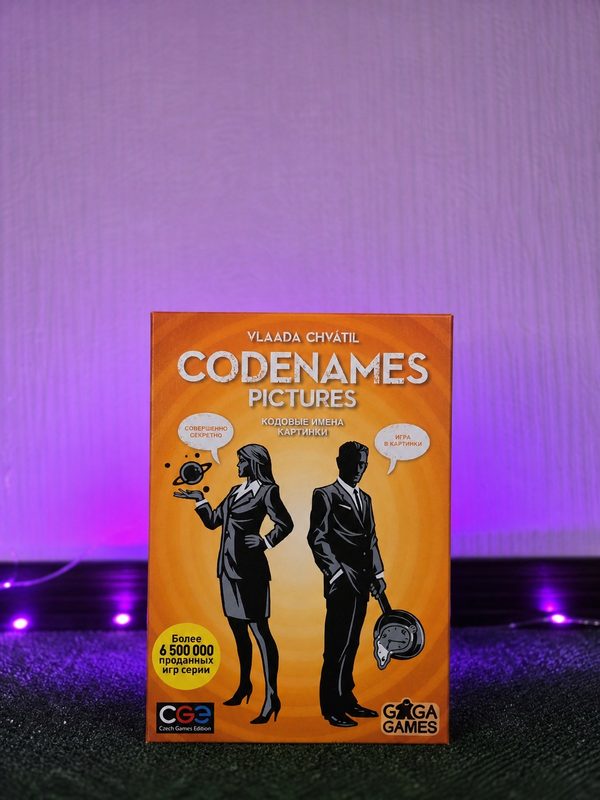 VLAADA CHVÁTIL
CODENAMES
PICTURES
КОДОВЫЕ ИМЕНА
КАРТИНКИ
СОВЕРШЕННО
СЕКРЕТНО
ИГРА
В КАРТИНКИ
Более
6 500 000
проданных
игр серии
CGE
Czech Games Edition
GAGA
GAMES